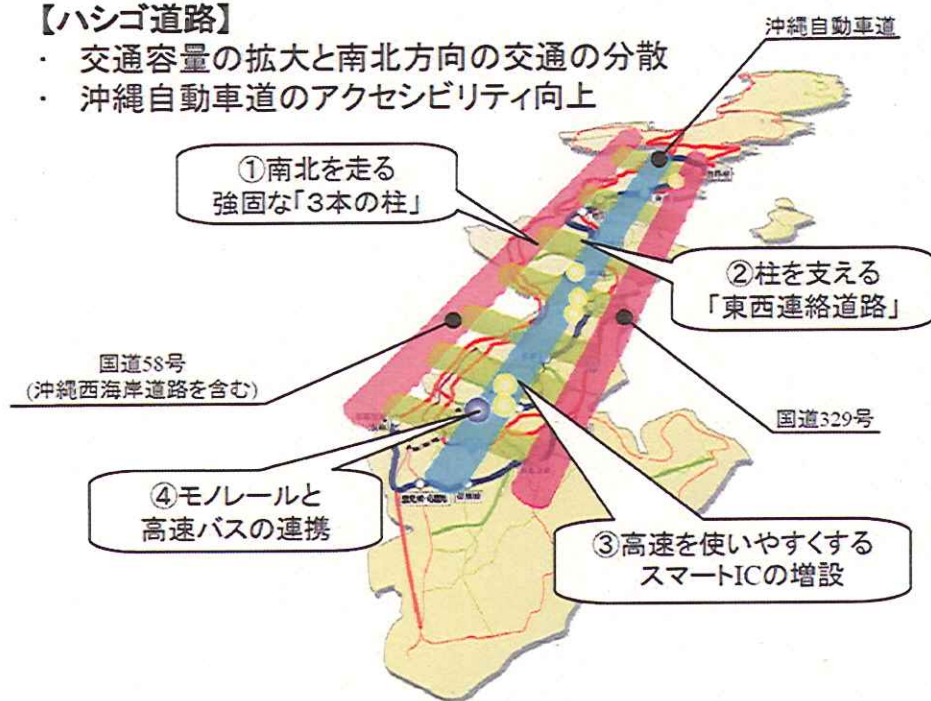 【ハシゴ道路】
・ 交通容量の拡大と南北方向の交通の分散
・ 沖縄自動車道のアクセシビリティ向上
沖縄自動車道
①南北を走る
強固な「3本の柱」
②柱を支える
「東西連絡道路」
国道58号
(沖縄西海岸道路を含む)
国道329号
④モノレールと
高速バスの連携
③高速を使いやすくする
スマートICの増設